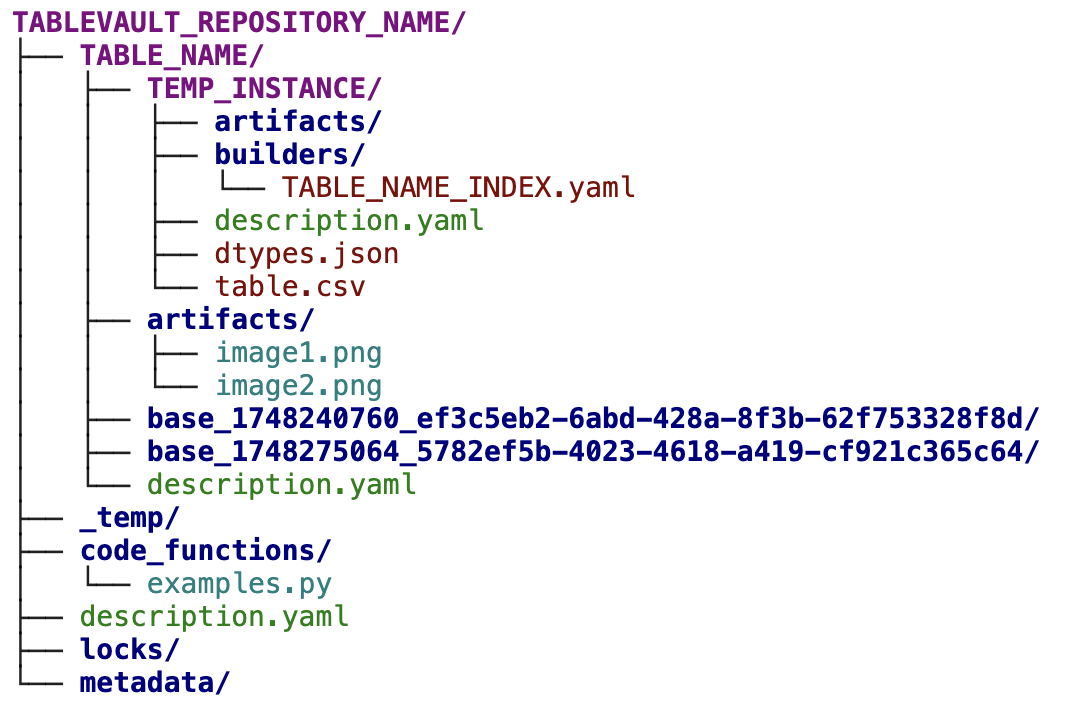 TABLEVAULT_REPOSITORY_NAME/
├── TABLE_NAME/
│   ├── TEMP_INSTANCE/
│   │   ├── artifacts/
│   │   ├── builders/
│   │   │   └── TABLE_NAME_INDEX.yaml
│   │   ├── description.yaml
│   │   ├── dtypes.json
│   │   └── table.csv
│   ├── artifacts/
│   │   ├── image1.png
│   │   └── image2.png
│   ├── base_1748240760_ef3c5eb2-6abd-428a-8f3b-62f753328f8d/
│   ├── base_1748275064_5782ef5b-4023-4618-a419-cf921c365c64/
│   └── description.yaml
├── _temp/
├── code_functions/
│   └── examples.py
├── description.yaml
├── locks/
└── metadata/